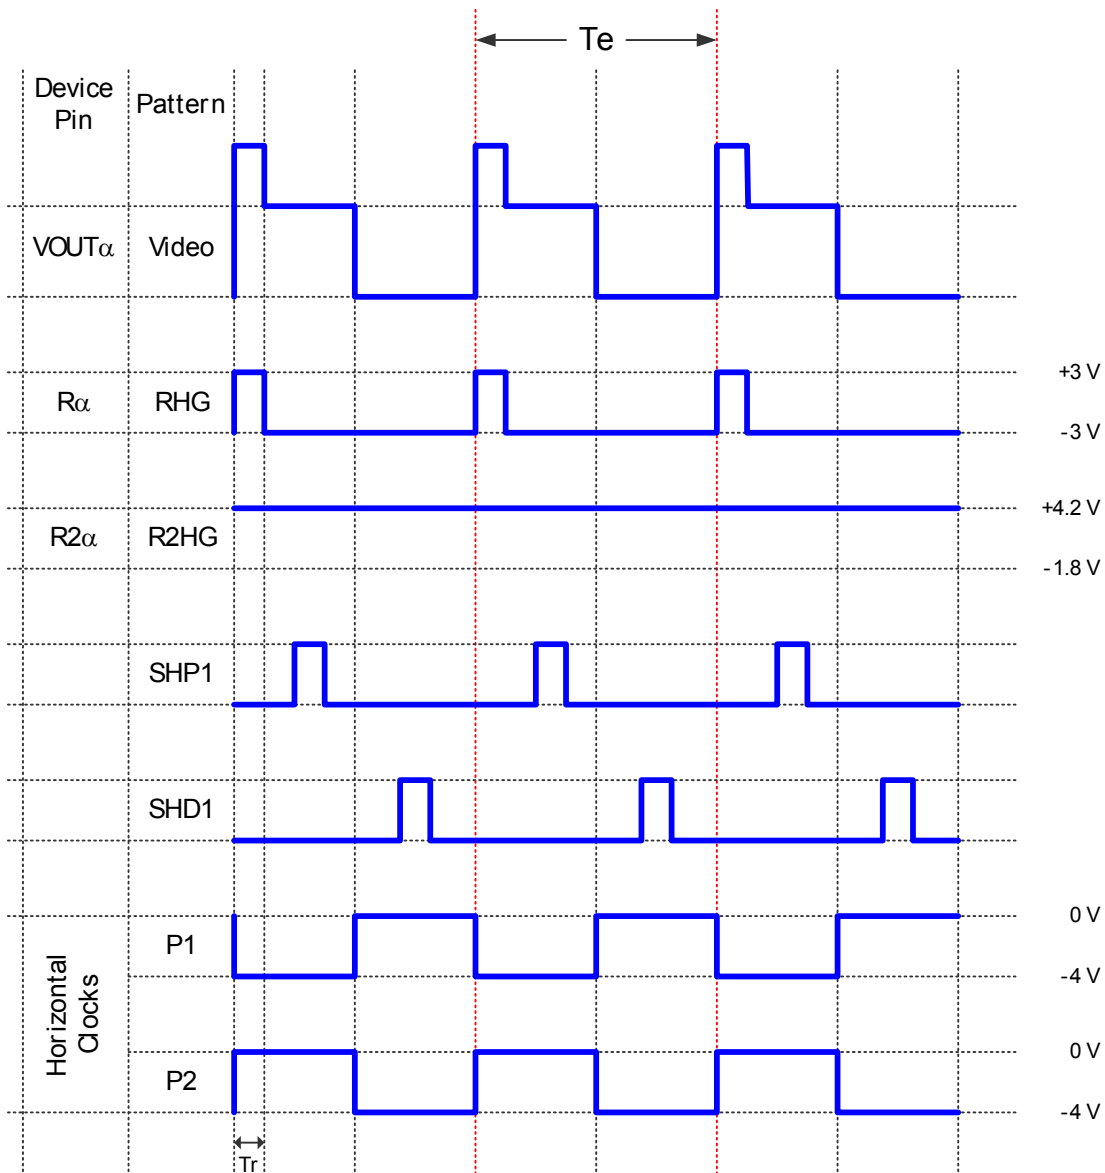 Te
Device
Pin
Pattern
VOUTα
Video
Rα
RHG
+3 V
-3 V
R2α
R2HG
+4.2 V
-1.8 V
SHP1
SHD1
Horizontal
Clocks
P1
0 V
-4 V
P2
0 V
-4 V
Tr